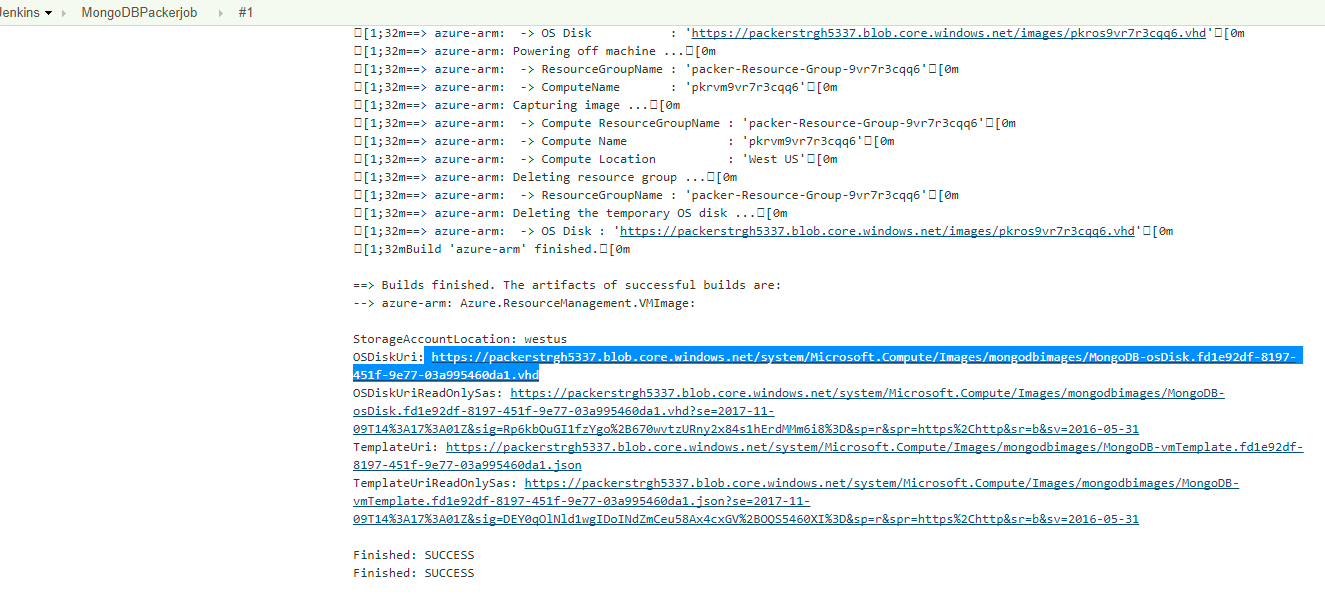 Jenkins MongoDBPackerjob #1
□[1;32m==> azure-arm:  -> OS Disk           : 'https://packerstrgh5337.blob.core.windows.net/images/pkros9vr7r3cqq6.vhd'□[0m
□[1;32m==> azure-arm: Powering off machine ...□[0m
□[1;32m==> azure-arm:  -> ResourceGroupName : 'packer-Resource-Group-9vr7r3cqq6'□[0m
□[1;32m==> azure-arm:  -> ComputeName       : 'pkrvm9vr7r3cqq6'□[0m
□[1;32m==> azure-arm: Capturing image ...□[0m
□[1;32m==> azure-arm:  -> Compute ResourceGroupName : 'packer-Resource-Group-9vr7r3cqq6'□[0m
□[1;32m==> azure-arm:  -> Compute Name              : 'pkrvm9vr7r3cqq6'□[0m
□[1;32m==> azure-arm:  -> Compute Location          : 'West US'□[0m
□[1;32m==> azure-arm: Deleting resource group ...□[0m
□[1;32m==> azure-arm:  -> ResourceGroupName : 'packer-Resource-Group-9vr7r3cqq6'□[0m
□[1;32m==> azure-arm: Deleting the temporary OS disk ...□[0m
□[1;32m==> azure-arm:  -> OS Disk : 'https://packerstrgh5337.blob.core.windows.net/images/pkros9vr7r3cqq6.vhd'□[0m
□[1;32mBuild 'azure-arm' finished.□[0m
==> Builds finished. The artifacts of successful builds are:
--> azure-arm: Azure.ResourceManagement.VMImage:
StorageAccountLocation: westus
OSDiskUri: https://packerstrgh5337.blob.core.windows.net/system/Microsoft.Compute/Images/mongodbimages/MongoDB-osDisk.fd1e92df-8197-
451f-9e77-03a995460da1.vhd
OSDiskUriReadOnlySas: https://packerstrgh5337.blob.core.windows.net/system/Microsoft.Compute/Images/mongodbimages/MongoDB-
osDisk.fd1e92df-8197-451f-9e77-03a995460da1.vhd?se=2017-11-
09T14%3A17%3A01Z&sig=Rp6kbQuGI1fzYgo%2B670wvtzURny2x84s1hErdMMm6i8%3D&sp=r&spr=https%2Chttp&sr=b&sv=2016-05-31
TemplateUri: https://packerstrgh5337.blob.core.windows.net/system/Microsoft.Compute/Images/mongodbimages/MongoDB-vmTemplate.fd1e92df-
8197-451f-9e77-03a995460da1.json
TemplateUriReadOnlySas: https://packerstrgh5337.blob.core.windows.net/system/Microsoft.Compute/Images/mongodbimages/MongoDB-
vmTemplate.fd1e92df-8197-451f-9e77-03a995460da1.json?se=2017-11-
09T14%3A17%3A01Z&sig=DEY0qOlNld1wgIDoINdZmCeu58Ax4cxGV%2BOQS5460XI%3D&sp=r&spr=https%2Chttp&sr=b&sv=2016-05-31
Finished: SUCCESS
Finished: SUCCESS